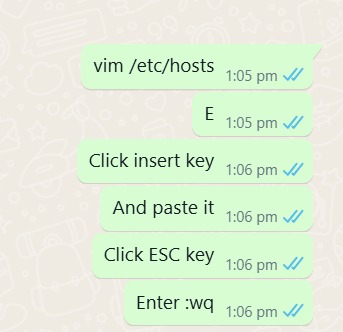 vim /etc/hosts
1:05 pm
E
1:05 pm
Click insert key
1:06 pm
And paste it
1:06 pm
Click ESC key
1:06 pm
Enter :wq
1:06 pm